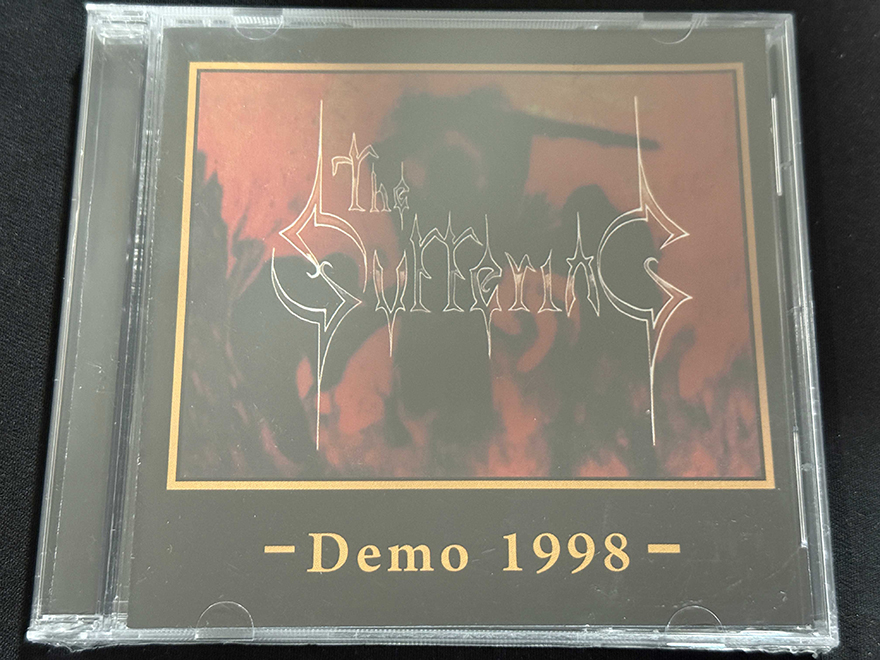 The
Suffering
- Demo 1998 -